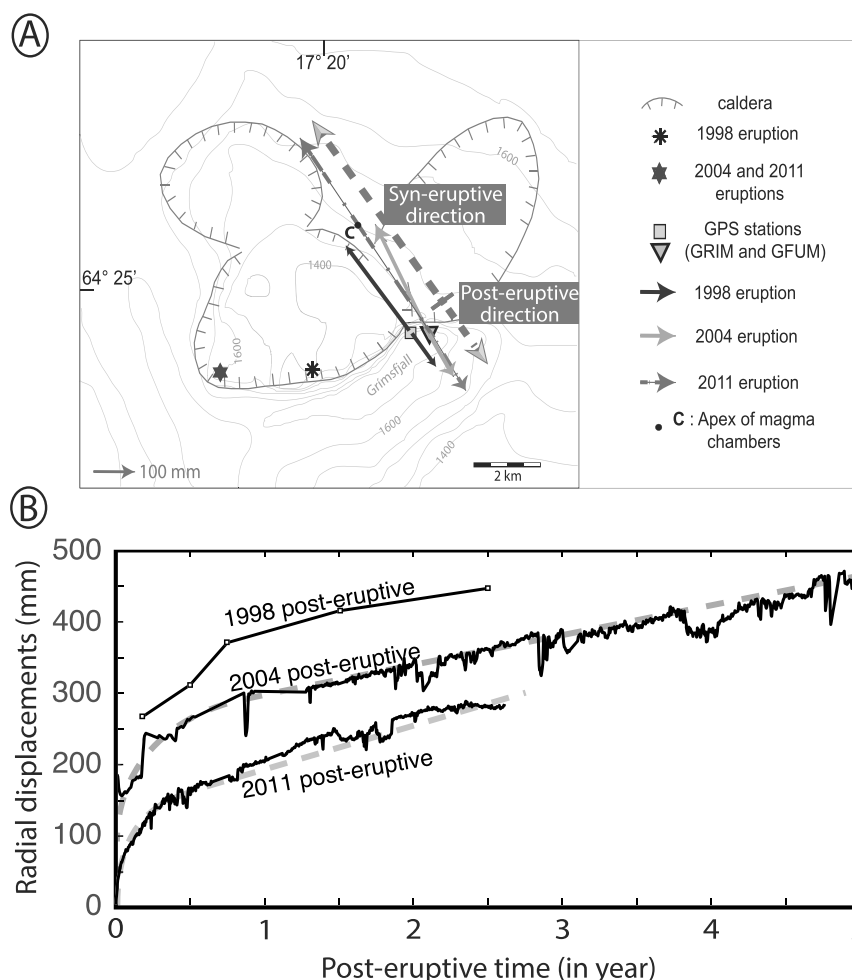 A
17° 20'
64° 25'
1600
Syn-eruptive
direction
C
1400
Post-eruptive
direction
1600
Grimsfjall
1600
1400
100 mm
2 km
caldera
1998 eruption
2004 and 2011
eruptions
GPS stations
(GRIM and GFUM)
1998 eruption
2004 eruption
2011 eruption
C : Apex of magma
chambers
B
Radial displacements (mm)
500
400
300
200
100
0
1998 post-eruptive
2004 post-eruptive
2011 post-eruptive
0 1 2 3 4 5
Post-eruptive time (in year)